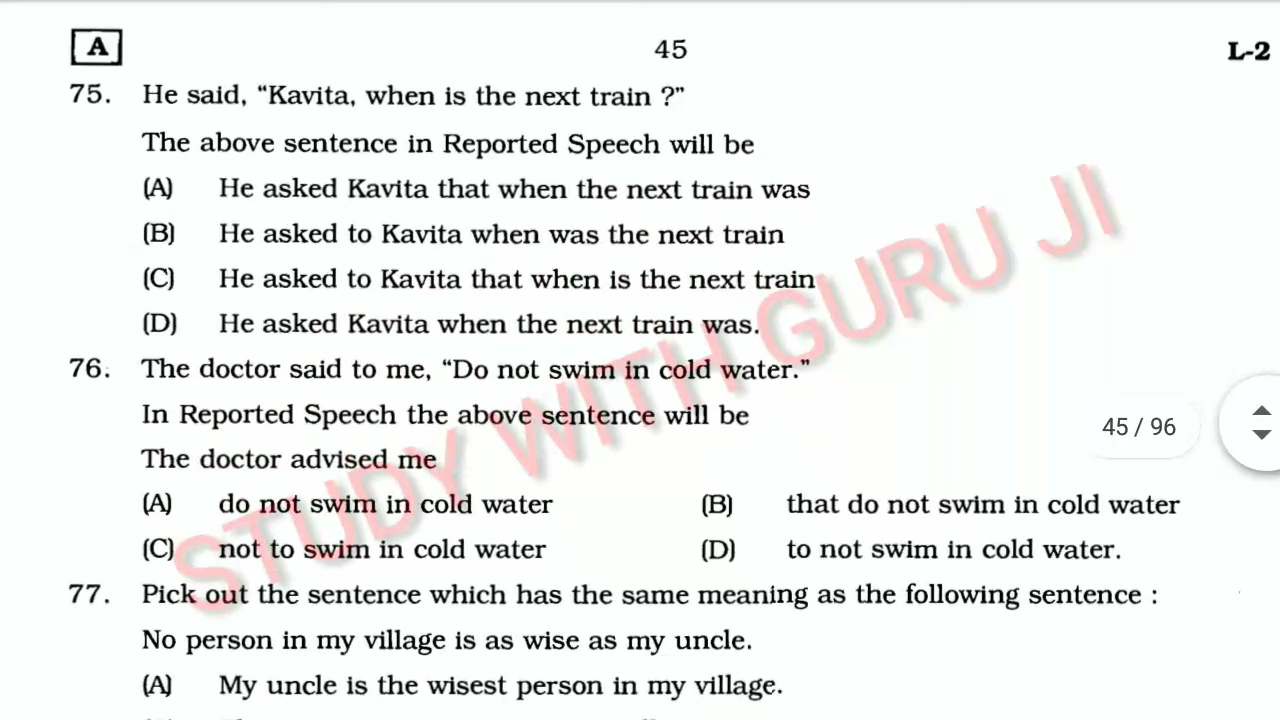 A 45 L-2
75. He said, “Kavita, when is the next train ?”
The above sentence in Reported Speech will be
(A) He asked Kavita that when the next train was
(B) He asked to Kavita when was the next train
(C) He asked to Kavita that when is the next train
(D) He asked Kavita when the next train was.
76. The doctor said to me, “Do not swim in cold water.”
In Reported Speech the above sentence will be
45 / 96
The doctor advised me
(A) do not swim in cold water (B) that do not swim in cold water
(C) not to swim in cold water (D) to not swim in cold water.
77. Pick out the sentence which has the same meaning as the following sentence :
No person in my village is as wise as my uncle.
(A) My uncle is the wisest person in my village.
STUDY WITH GURU JI